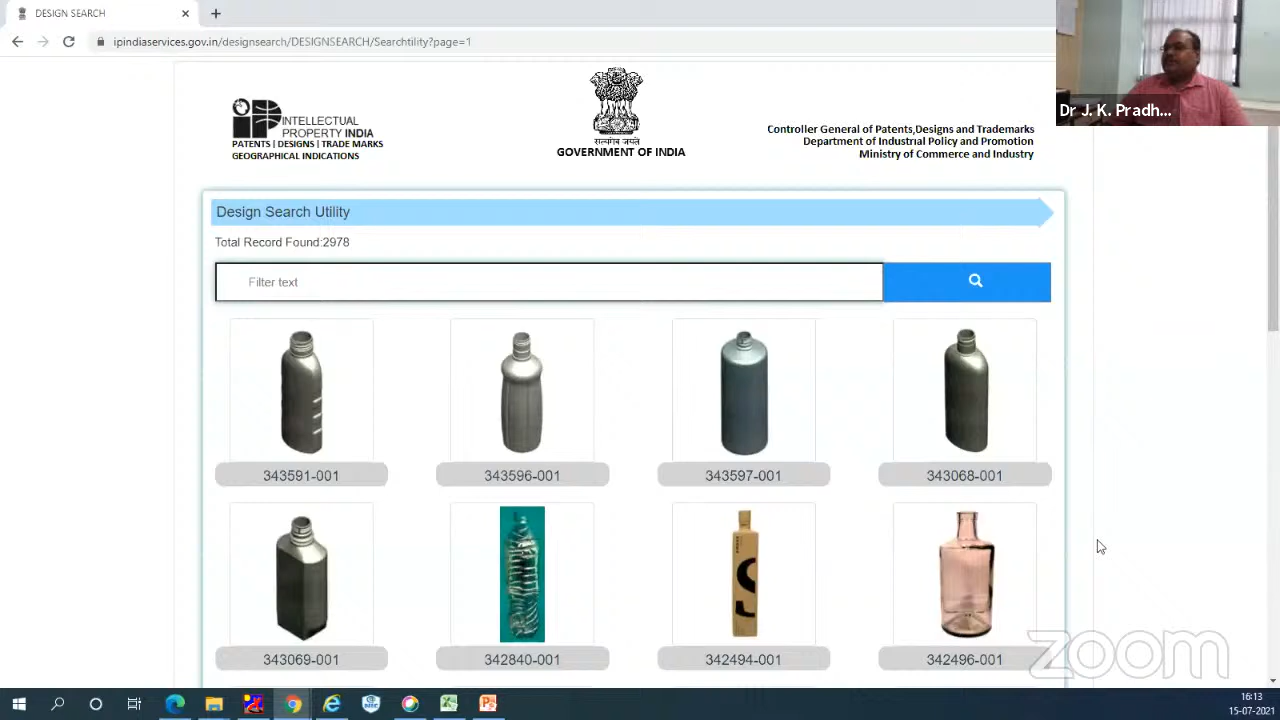 DESIGN SEARCH
ipindiaservices.gov.in/designsearch/DESIGNSEARCH/Searchtility?page=1
Dr J. K. Pradh...
INTELLECTUAL
PROPERTY INDIA
PATENTS | DESIGNS | TRADE MARKS
GEOGRAPHICAL INDICATIONS
सत्यमेव जयते
GOVERNMENT OF INDIA
Controller General of Patents,Designs and Trademarks
Department of Industrial Policy and Promotion
Ministry of Commerce and Industry
Design Search Utility
Total Record Found:2978
Filter text
343591-001
343596-001
343597-001
343068-001
343069-001
342840-001
342494-001
342496-001
zoom
16:13
15-07-2021